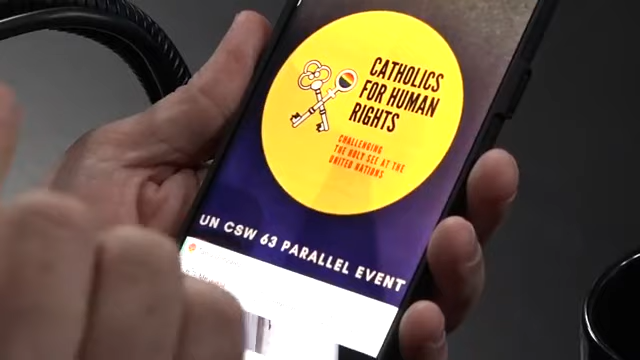 CATHOLICS
FOR HUMAN
RIGHTS
CHALLENGING
THE HOLY SEE AT THE
UNITED NATIONS
UN CSW 63 PARALLEL EVENT